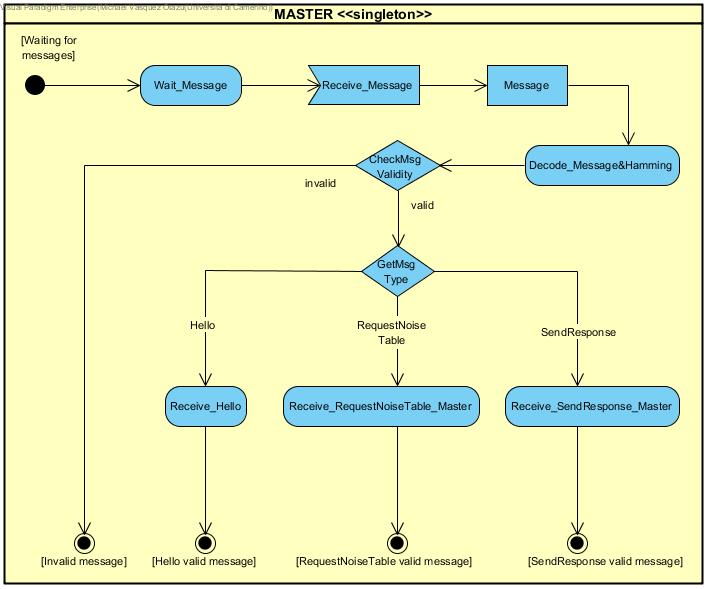 Visual Paradigm Enterprise(Michael Vasquez Otazu(Universita di Camerino))
MASTER <<singleton>>
[Waiting for
messages]
Wait_Message
Receive_Message
Message
Decode_Message&Hamming
CheckMsg
Validity
invalid
valid
GetMsg
Type
Hello
RequestNoise
Table
SendResponse
Receive_Hello
Receive_RequestNoiseTable_Master
Receive_SendResponse_Master
[Invalid message]
[Hello valid message]
[RequestNoiseTable valid message]
[SendResponse valid message]